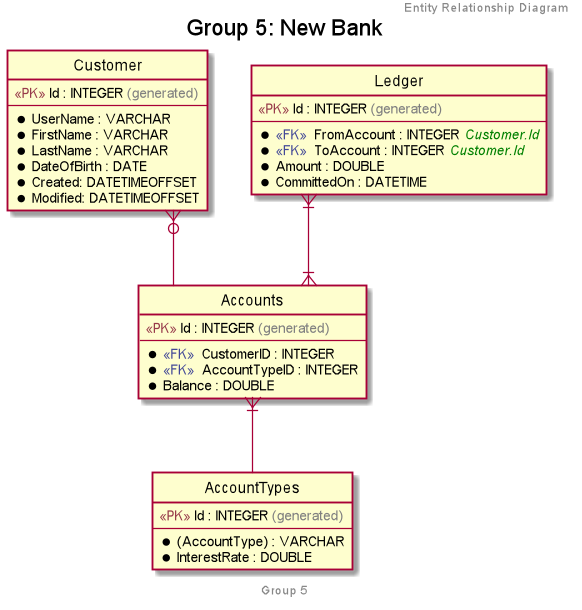 Entity Relationship Diagram
Group 5: New Bank
Customer
«PK» Id : INTEGER (generated)
UserName : VARCHAR
FirstName : VARCHAR
LastName : VARCHAR
DateOfBirth : DATE
Created: DATETIMEOFFSET
Modified: DATETIMEOFFSET
Ledger
«PK» Id : INTEGER (generated)
«FK» FromAccount : INTEGER Customer.Id
«FK» ToAccount : INTEGER Customer.Id
Amount : DOUBLE
CommittedOn : DATETIME
Accounts
«PK» Id : INTEGER (generated)
«FK» CustomerID : INTEGER
«FK» AccountTypeID : INTEGER
Balance : DOUBLE
AccountTypes
«PK» Id : INTEGER (generated)
(AccountType) : VARCHAR
InterestRate : DOUBLE
Group 5